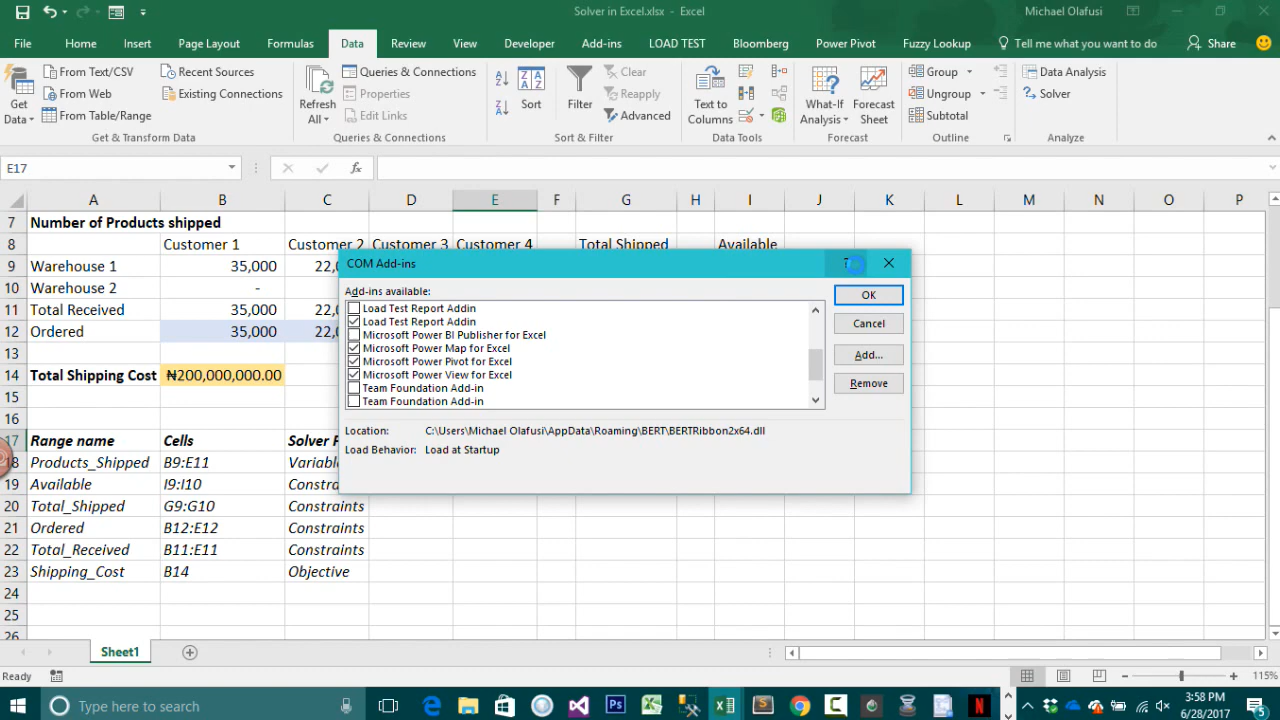 Solver in Excel.xlsx - Excel
Michael Olafusi
File Home Insert Page Layout Formulas Data Review View Developer Add-ins LOAD TEST Bloomberg Power Pivot Fuzzy Lookup Tell me what you want to do Share
From Text/CSV Recent Sources Queries & Connections Clear Group Data Analysis
From Web Existing Connections Properties Reapply Ungroup Solver
From Table/Range Edit Links Advanced Subtotal
Get Data
Refresh All
Sort
Filter
Text to Columns
What-If Analysis
Forecast Sheet
Get & Transform Data Queries & Connections Sort & Filter Data Tools Forecast Outline Analyze
E17 fx
A B C D E F G H I J K L M N O P
7 Number of Products shipped
8 Customer 1 Customer 2 Customer 3 Customer 4 Total Shipped Available
9 Warehouse 1 35,000 22,0
10 Warehouse 2 -
11 Total Received 35,000 22,0
12 Ordered 35,000 22,0
13
14 Total Shipping Cost ₦200,000,000.00
15
16
17 Range name Cells Solver P
18 Products_Shipped B9:E11 Variab
19 Available I9:I10 Constra
20 Total_Shipped G9:G10 Constraints
21 Ordered B12:E12 Constraints
22 Total_Received B11:E11 Constraints
23 Shipping_Cost B14 Objective
24
25
26
COM Add-ins
?
Add-ins available:
Load Test Report Addin
Load Test Report Addin
Microsoft Power BI Publisher for Excel
Microsoft Power Map for Excel
Microsoft Power Pivot for Excel
Microsoft Power View for Excel
Team Foundation Add-in
Team Foundation Add-in
OK
Cancel
Add...
Remove
Location: C:\Users\Michael Olafusi\AppData\Roaming\BERT\BERTRibbon2x64.dll
Load Behavior: Load at Startup
Sheet1
Ready
115%
Type here to search
3:58 PM
6/28/2017
5